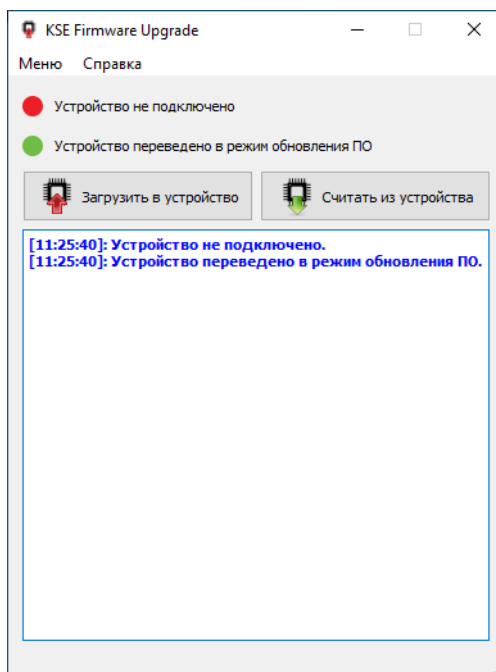 KSE Firmware Upgrade
Меню Справка
Устройство не подключено
Устройство переведено в режим обновления ПО
Загрузить в устройство Считать из устройства
[11:25:40]: Устройство не подключено.
[11:25:40]: Устройство переведено в режим обновления ПО.